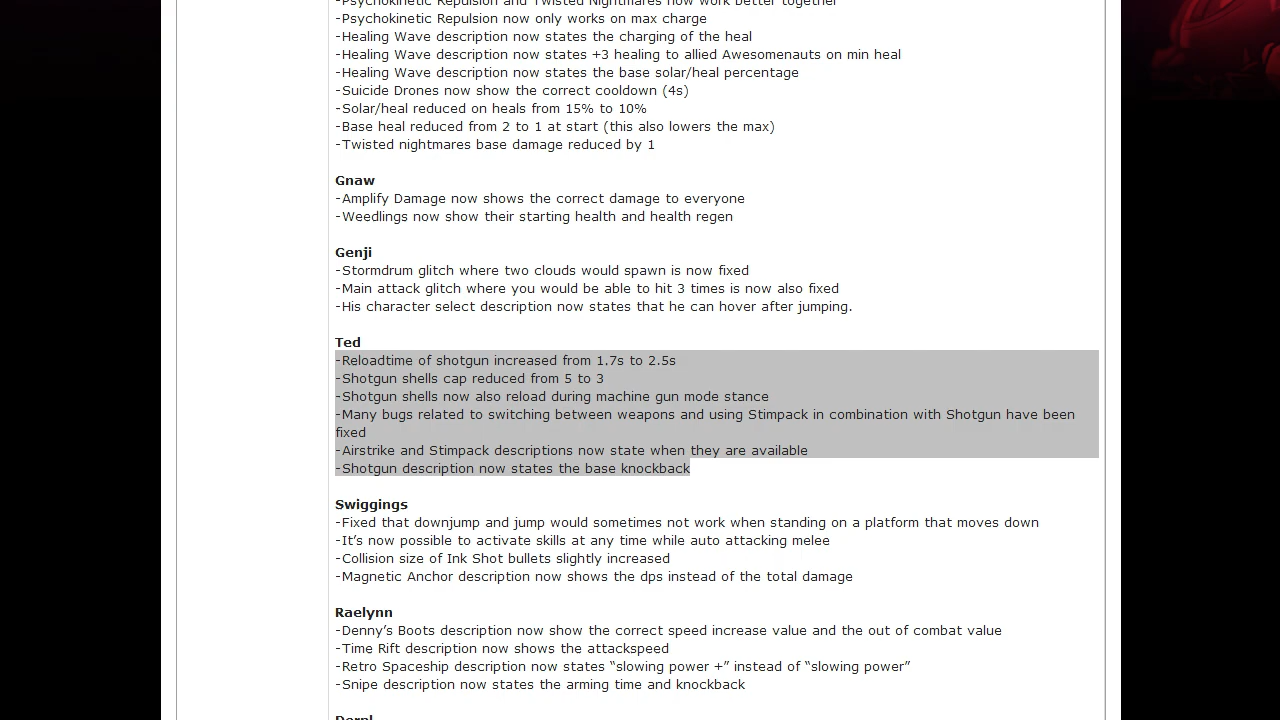 -Psychokinetic Repulsion and Twisted Nightmares now work better together
-Psychokinetic Repulsion now only works on max charge
-Healing Wave description now states the charging of the heal
-Healing Wave description now states +3 healing to allied Awesomenauts on min heal
-Healing Wave description now states the base solar/heal percentage
-Suicide Drones now show the correct cooldown (4s)
-Solar/heal reduced on heals from 15% to 10%
-Base heal reduced from 2 to 1 at start (this also lowers the max)
-Twisted nightmares base damage reduced by 1
Gnaw
-Amplify Damage now shows the correct damage to everyone
-Weedlings now show their starting health and health regen
Genji
-Stormdrum glitch where two clouds would spawn is now fixed
-Main attack glitch where you would be able to hit 3 times is now also fixed
-His character select description now states that he can hover after jumping.
Ted
-Reloadtime of shotgun increased from 1.7s to 2.5s
-Shotgun shells cap reduced from 5 to 3
-Shotgun shells now also reload during machine gun mode stance
-Many bugs related to switching between weapons and using Stimpack in combination with Shotgun have been
fixed
-Airstrike and Stimpack descriptions now state when they are available
-Shotgun description now states the base knockback
Swiggings
-Fixed that downjump and jump would sometimes not work when standing on a platform that moves down
-It’s now possible to activate skills at any time while auto attacking melee
-Collision size of Ink Shot bullets slightly increased
-Magnetic Anchor description now shows the dps instead of the total damage
Raelynn
-Denny’s Boots description now show the correct speed increase value and the out of combat value
-Time Rift description now shows the attackspeed
-Retro Spaceship description now states “slowing power +” instead of “slowing power”
-Snipe description now states the arming time and knockback
Derpl